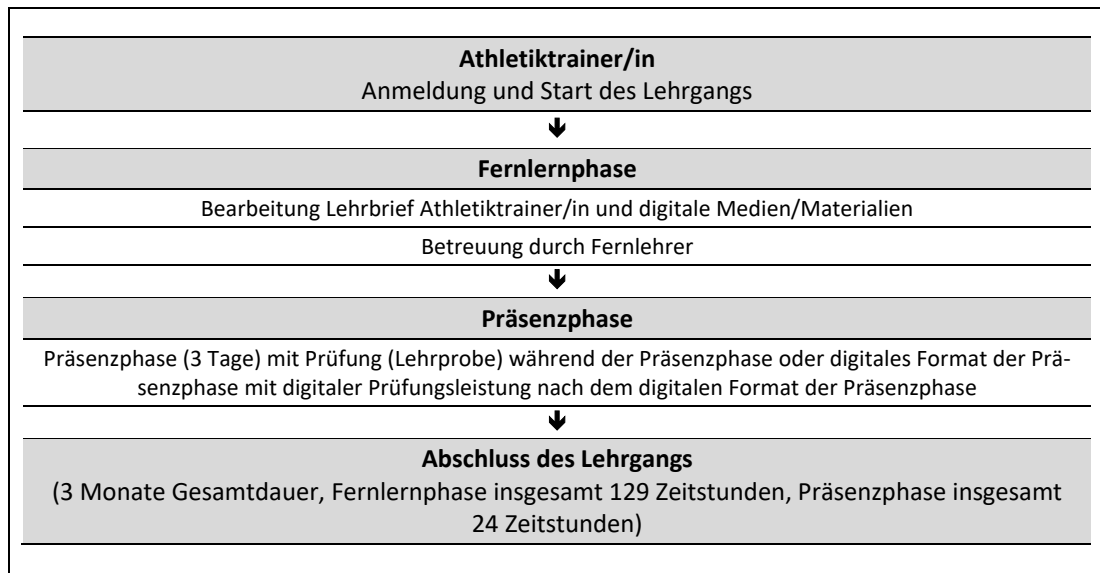 Athletiktrainer/in
Anmeldung und Start des Lehrgangs
🡻
Fernlernphase
Bearbeitung Lehrbrief Athletiktrainer/in und digitale Medien/Materialien
Betreuung durch Fernlehrer
🡻
Präsenzphase
Präsenzphase (3 Tage) mit Prüfung (Lehrprobe) während der Präsenzphase oder digitales Format der Prä-
senzphase mit digitaler Prüfungsleistung nach dem digitalen Format der Präsenzphase
🡻
Abschluss des Lehrgangs
(3 Monate Gesamtdauer, Fernlernphase insgesamt 129 Zeitstunden, Präsenzphase insgesamt
24 Zeitstunden)